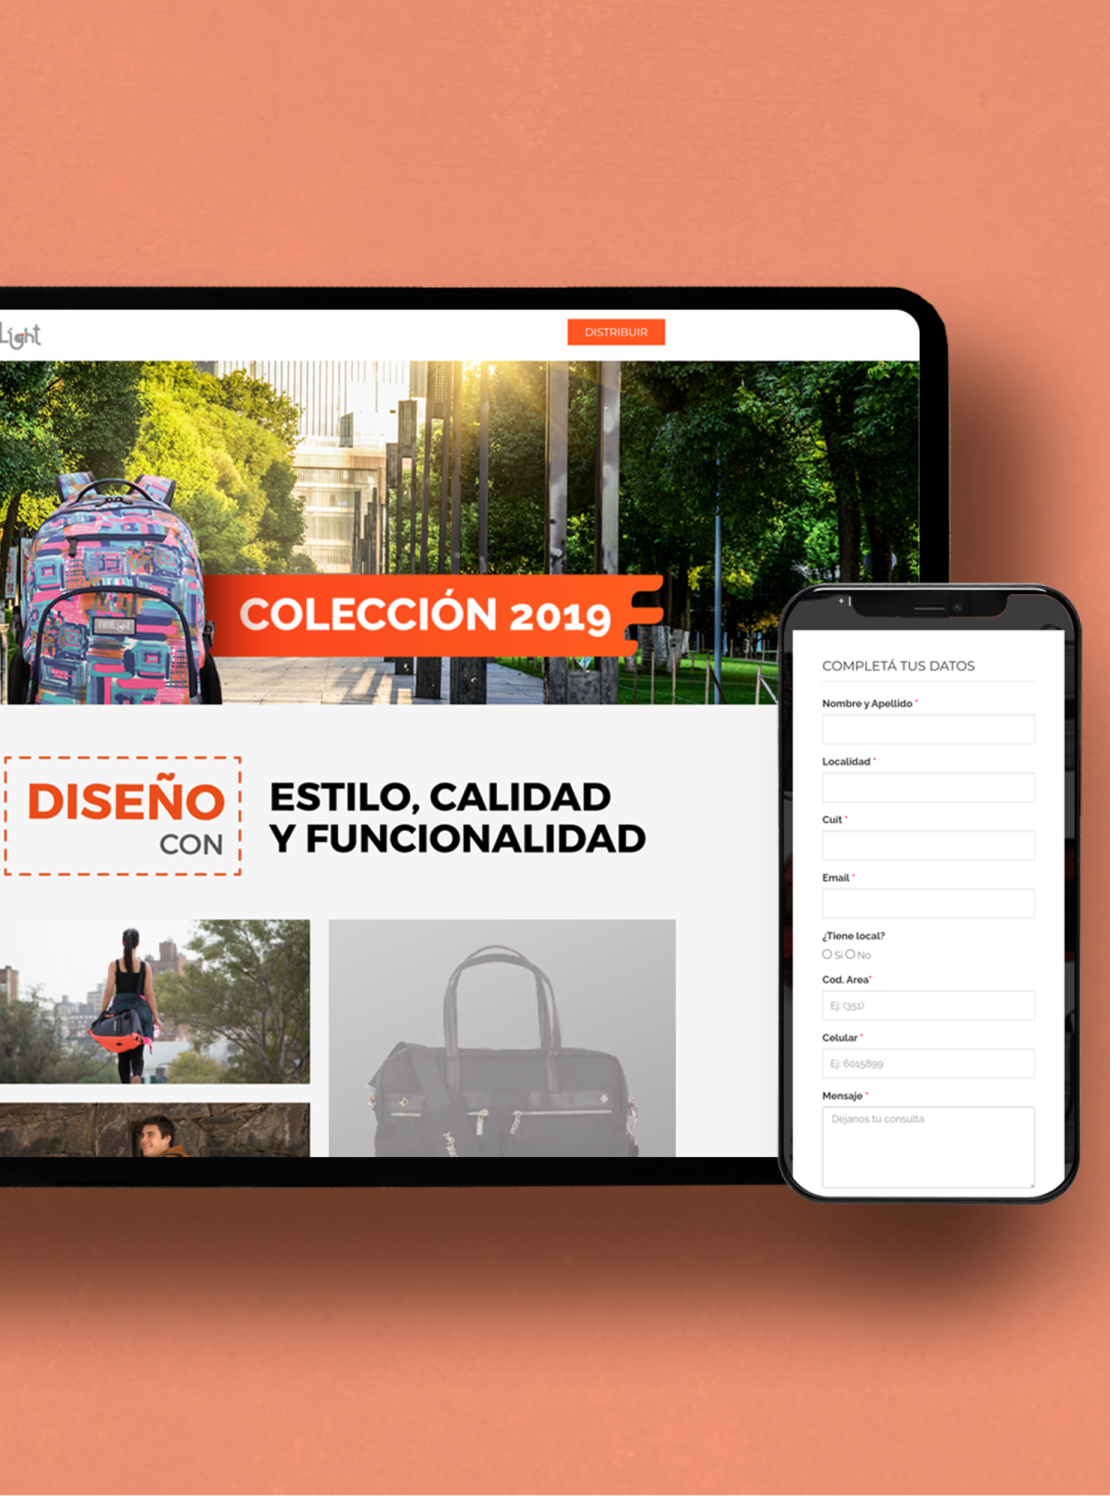 Light
DISTRIBUIR
EVERLIGHT
COLECCIÓN 2019
DISEÑO
CON
ESTILO, CALIDAD
Y FUNCIONALIDAD
COMPLETÁ TUS DATOS
Nombre y Apellido *
Localidad *
Cuit *
Email *
¿Tiene local?
Si No
Cod. Area*
Ej: (351)
Celular *
Ej: 6015899
Mensaje *
Dejanos tu consulta